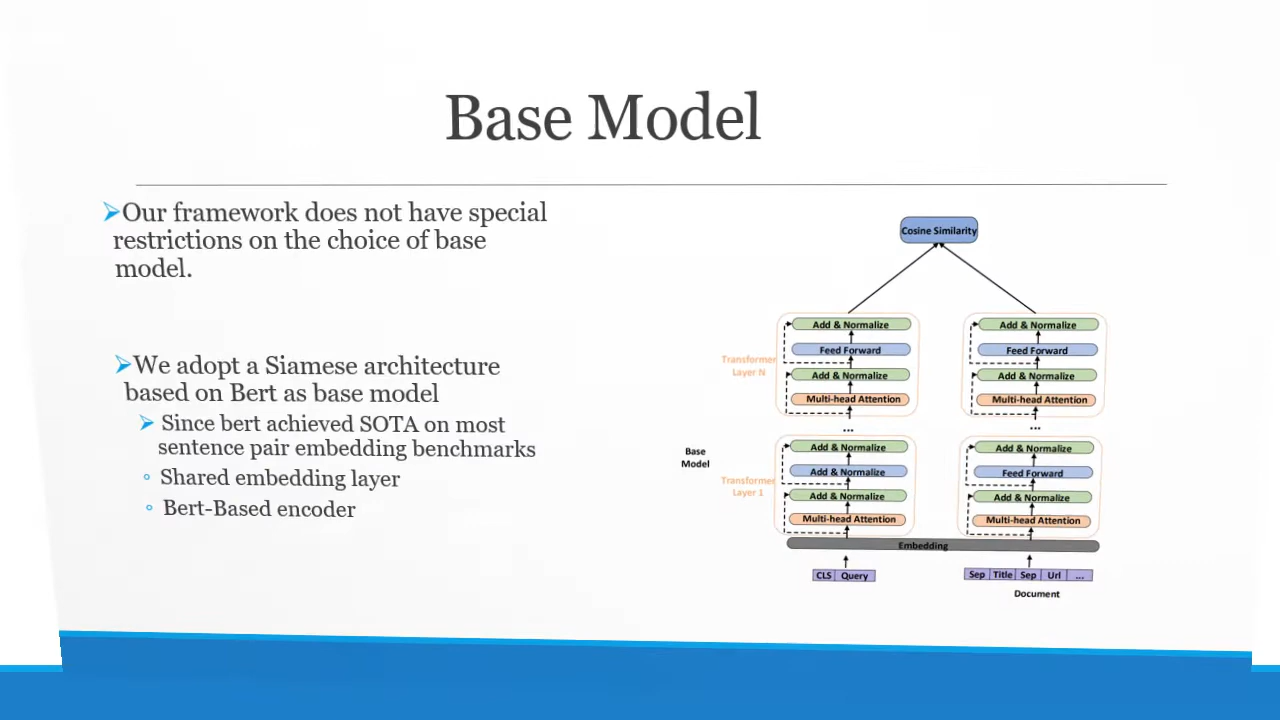 Base Model
Our framework does not have special
restrictions on the choice of base
model.
We adopt a Siamese architecture
based on Bert as base model
Since bert achieved SOTA on most
sentence pair embedding benchmarks
Shared embedding layer
Bert-Based encoder
Cosine Similarity
Add & Normalize
Feed Forward
Add & Normalize
Multi-head Attention
Transformer
Layer N
...
Add & Normalize
Add & Normalize
Add & Normalize
Multi-head Attention
Transformer
Layer 1
Base
Model
Add & Normalize
Feed Forward
Add & Normalize
Multi-head Attention
...
Add & Normalize
Feed Forward
Add & Normalize
Multi-head Attention
Embedding
CLS Query
Sep Title Sep Url ...
Document